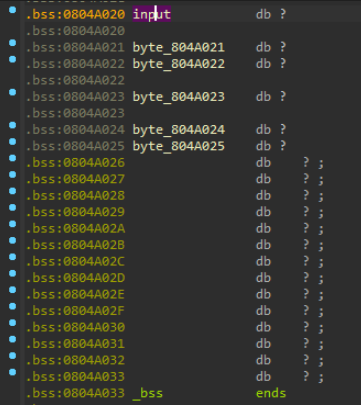 .bss:0804A020 input db ?
.bss:0804A020
.bss:0804A021 byte_804A021 db ?
.bss:0804A022 byte_804A022 db ?
.bss:0804A022
.bss:0804A023 byte_804A023 db ?
.bss:0804A023
.bss:0804A024 byte_804A024 db ?
.bss:0804A025 byte_804A025 db ?
.bss:0804A026 db ? ;
.bss:0804A027 db ? ;
.bss:0804A028 db ? ;
.bss:0804A029 db ? ;
.bss:0804A02A db ? ;
.bss:0804A02B db ? ;
.bss:0804A02C db ? ;
.bss:0804A02D db ? ;
.bss:0804A02E db ? ;
.bss:0804A02F db ? ;
.bss:0804A030 db ? ;
.bss:0804A031 db ? ;
.bss:0804A032 db ? ;
.bss:0804A033 db ? ;
.bss:0804A033 _bss ends